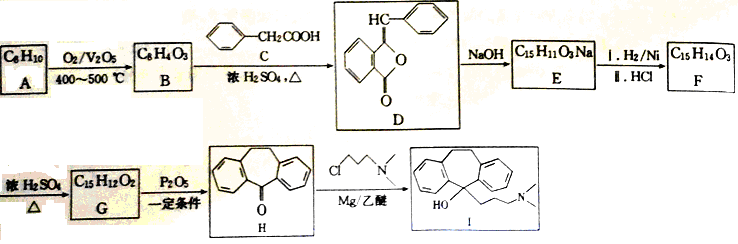 CH₂COOH
HC
C₈H₁₀ O₂/V₂O₅ C₈H₄O₃ C O NaOH C₁₅H₁₁O₃Na Ⅰ. H₂/Ni C₁₅H₁₄O₃
A 400～500 ℃ B 浓 H₂SO₄,△ O E Ⅱ. HCl F
D
浓 H₂SO₄ C₁₅H₁₂O₂ P₂O₅ Cl N
△ G 一定条件 O Mg/乙醚 HO N
H I